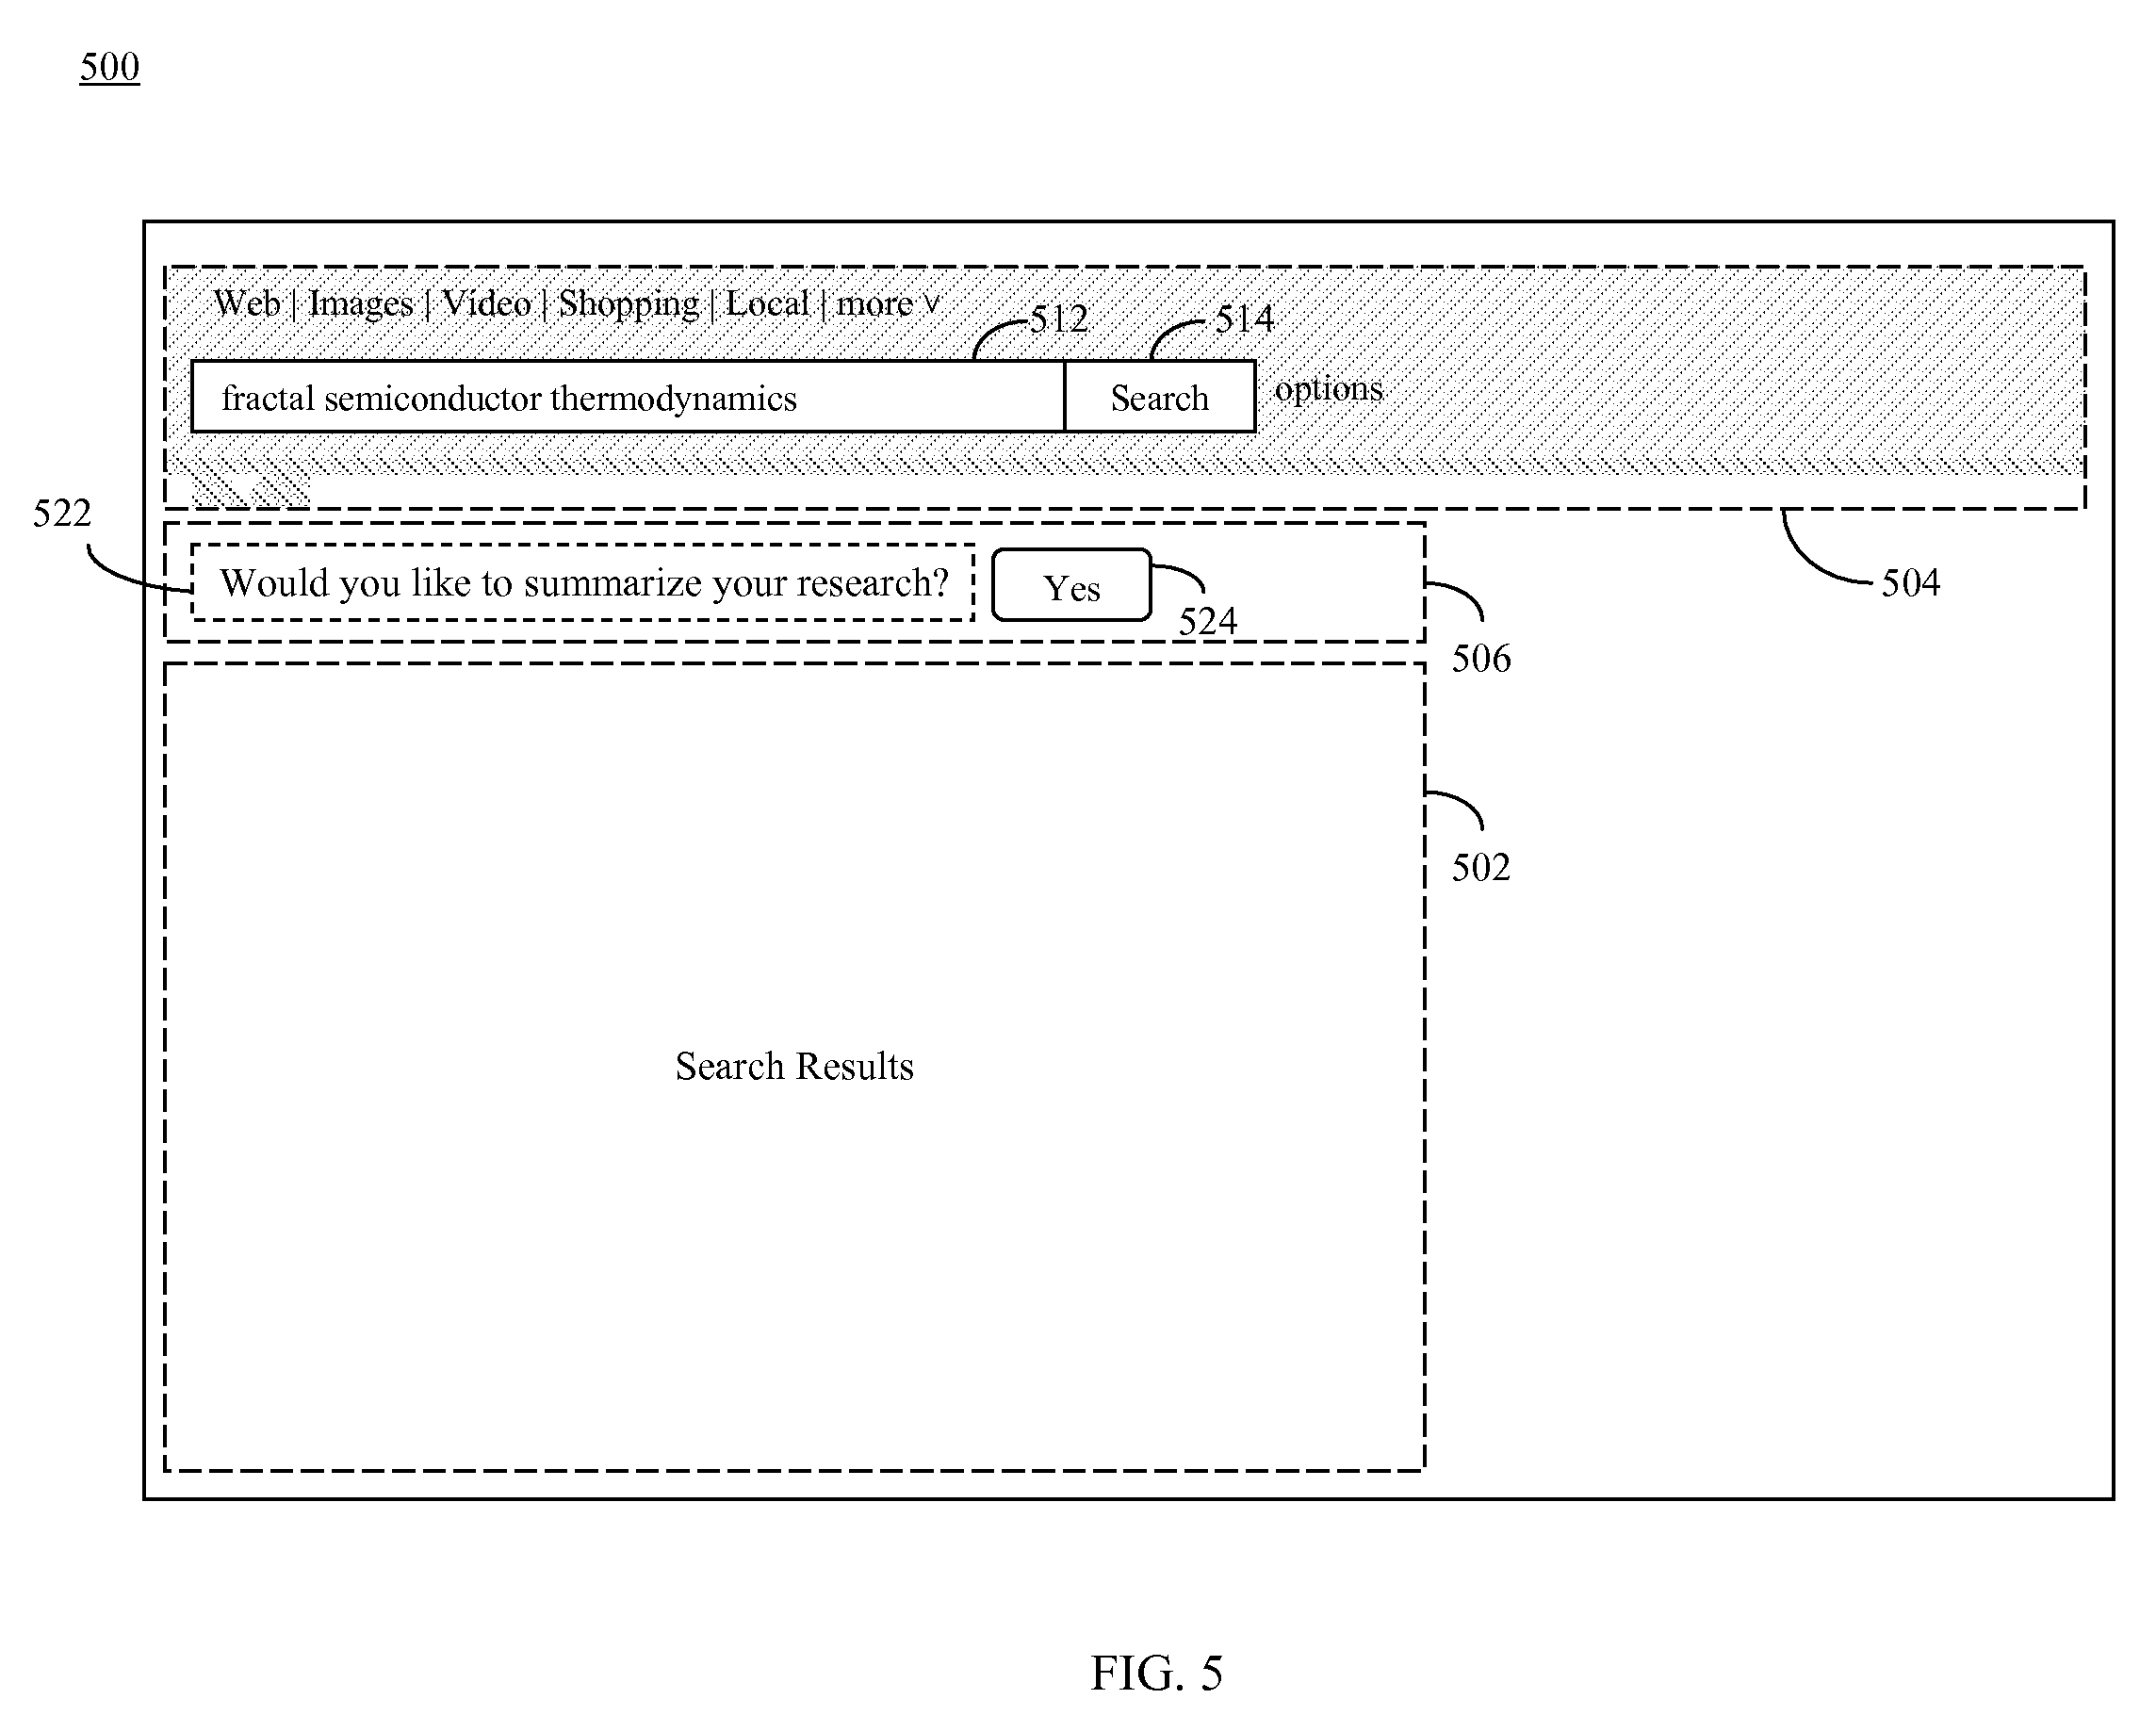 500
Web | Images | Video | Shopping | Local | more ˅
512
514
fractal semiconductor thermodynamics
Search
options
522
Would you like to summarize your research?
Yes
524
504
506
502
Search Results
FIG. 5